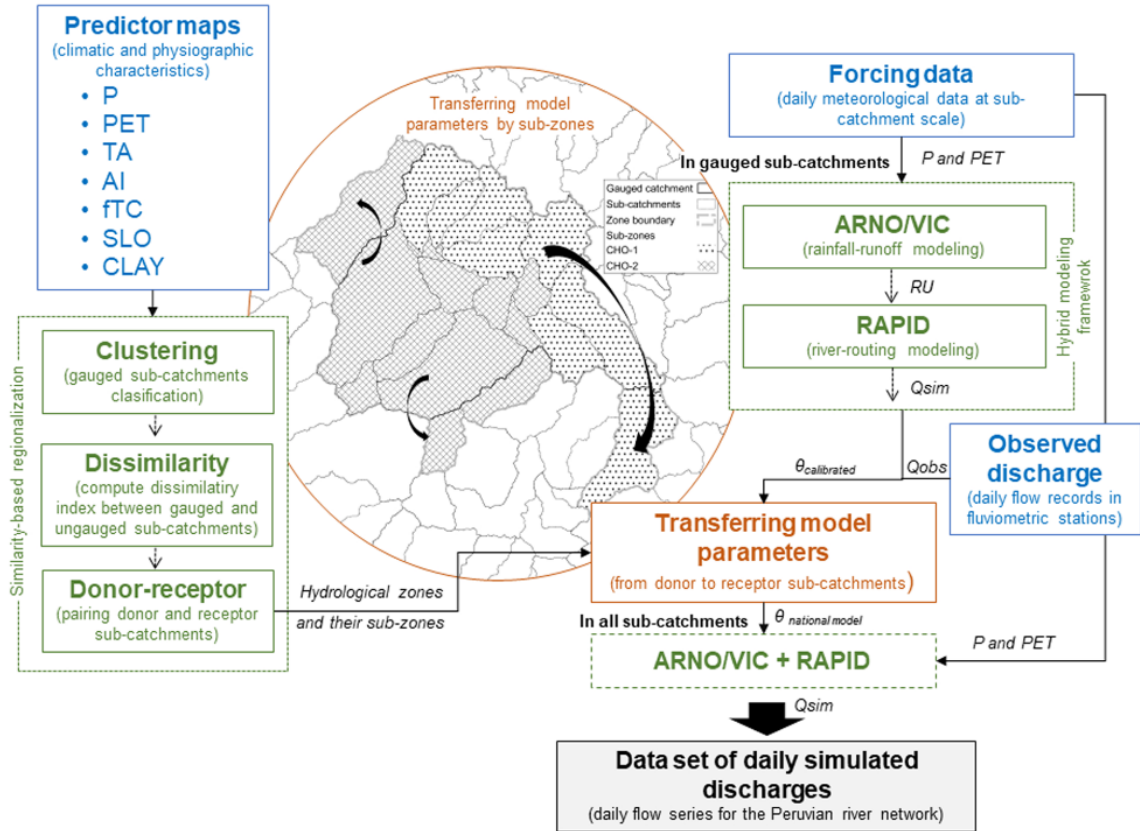 Predictor maps
(climatic and physiographic
characteristics)
• P
• PET
• TA
• AI
• fTC
• SLO
• CLAY
Similarity-based regionalization
Clustering
(gauged sub-catchments
clasification)
Dissimilarity
(compute dissimilatiry
index between gauged and
ungauged sub-catchments)
Donor-receptor
(pairing donor and receptor
sub-catchments)
Hydrological zones
and their sub-zones
Transferring model
parameters by sub-zones
Gauged catchment
Sub-catchments
Zone boundary
Sub-zones
CHO-1
CHO-2
Forcing data
(daily meteorological data at sub-
catchment scale)
In gauged sub-catchments
P and PET
ARNO/VIC
(rainfall-runoff modeling)
RU
RAPID
(river-routing modeling)
Hybrid modeling
framewrok
Qsim
θcalibrated
Qobs
Observed
discharge
(daily flow records in
fluviometric stations)
Transferring model
parameters
(from donor to receptor sub-catchments)
In all sub-catchments
θ national model
ARNO/VIC + RAPID
P and PET
Qsim
Data set of daily simulated
discharges
(daily flow series for the Peruvian river network)